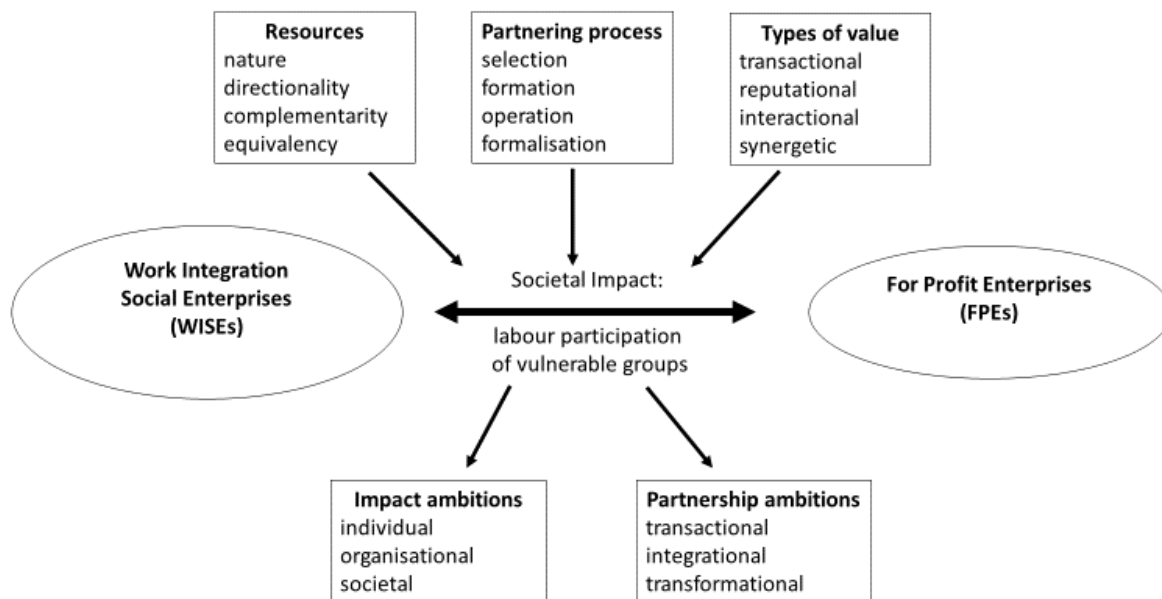 Resources
nature
directionality
complementarity
equivalency
Partnering process
selection
formation
operation
formalisation
Types of value
transactional
reputational
interactional
synergetic
Work Integration
Social Enterprises
(WISEs)
Societal Impact:
labour participation
of vulnerable groups
For Profit Enterprises
(FPEs)
Impact ambitions
individual
organisational
societal
Partnership ambitions
transactional
integrational
transformational